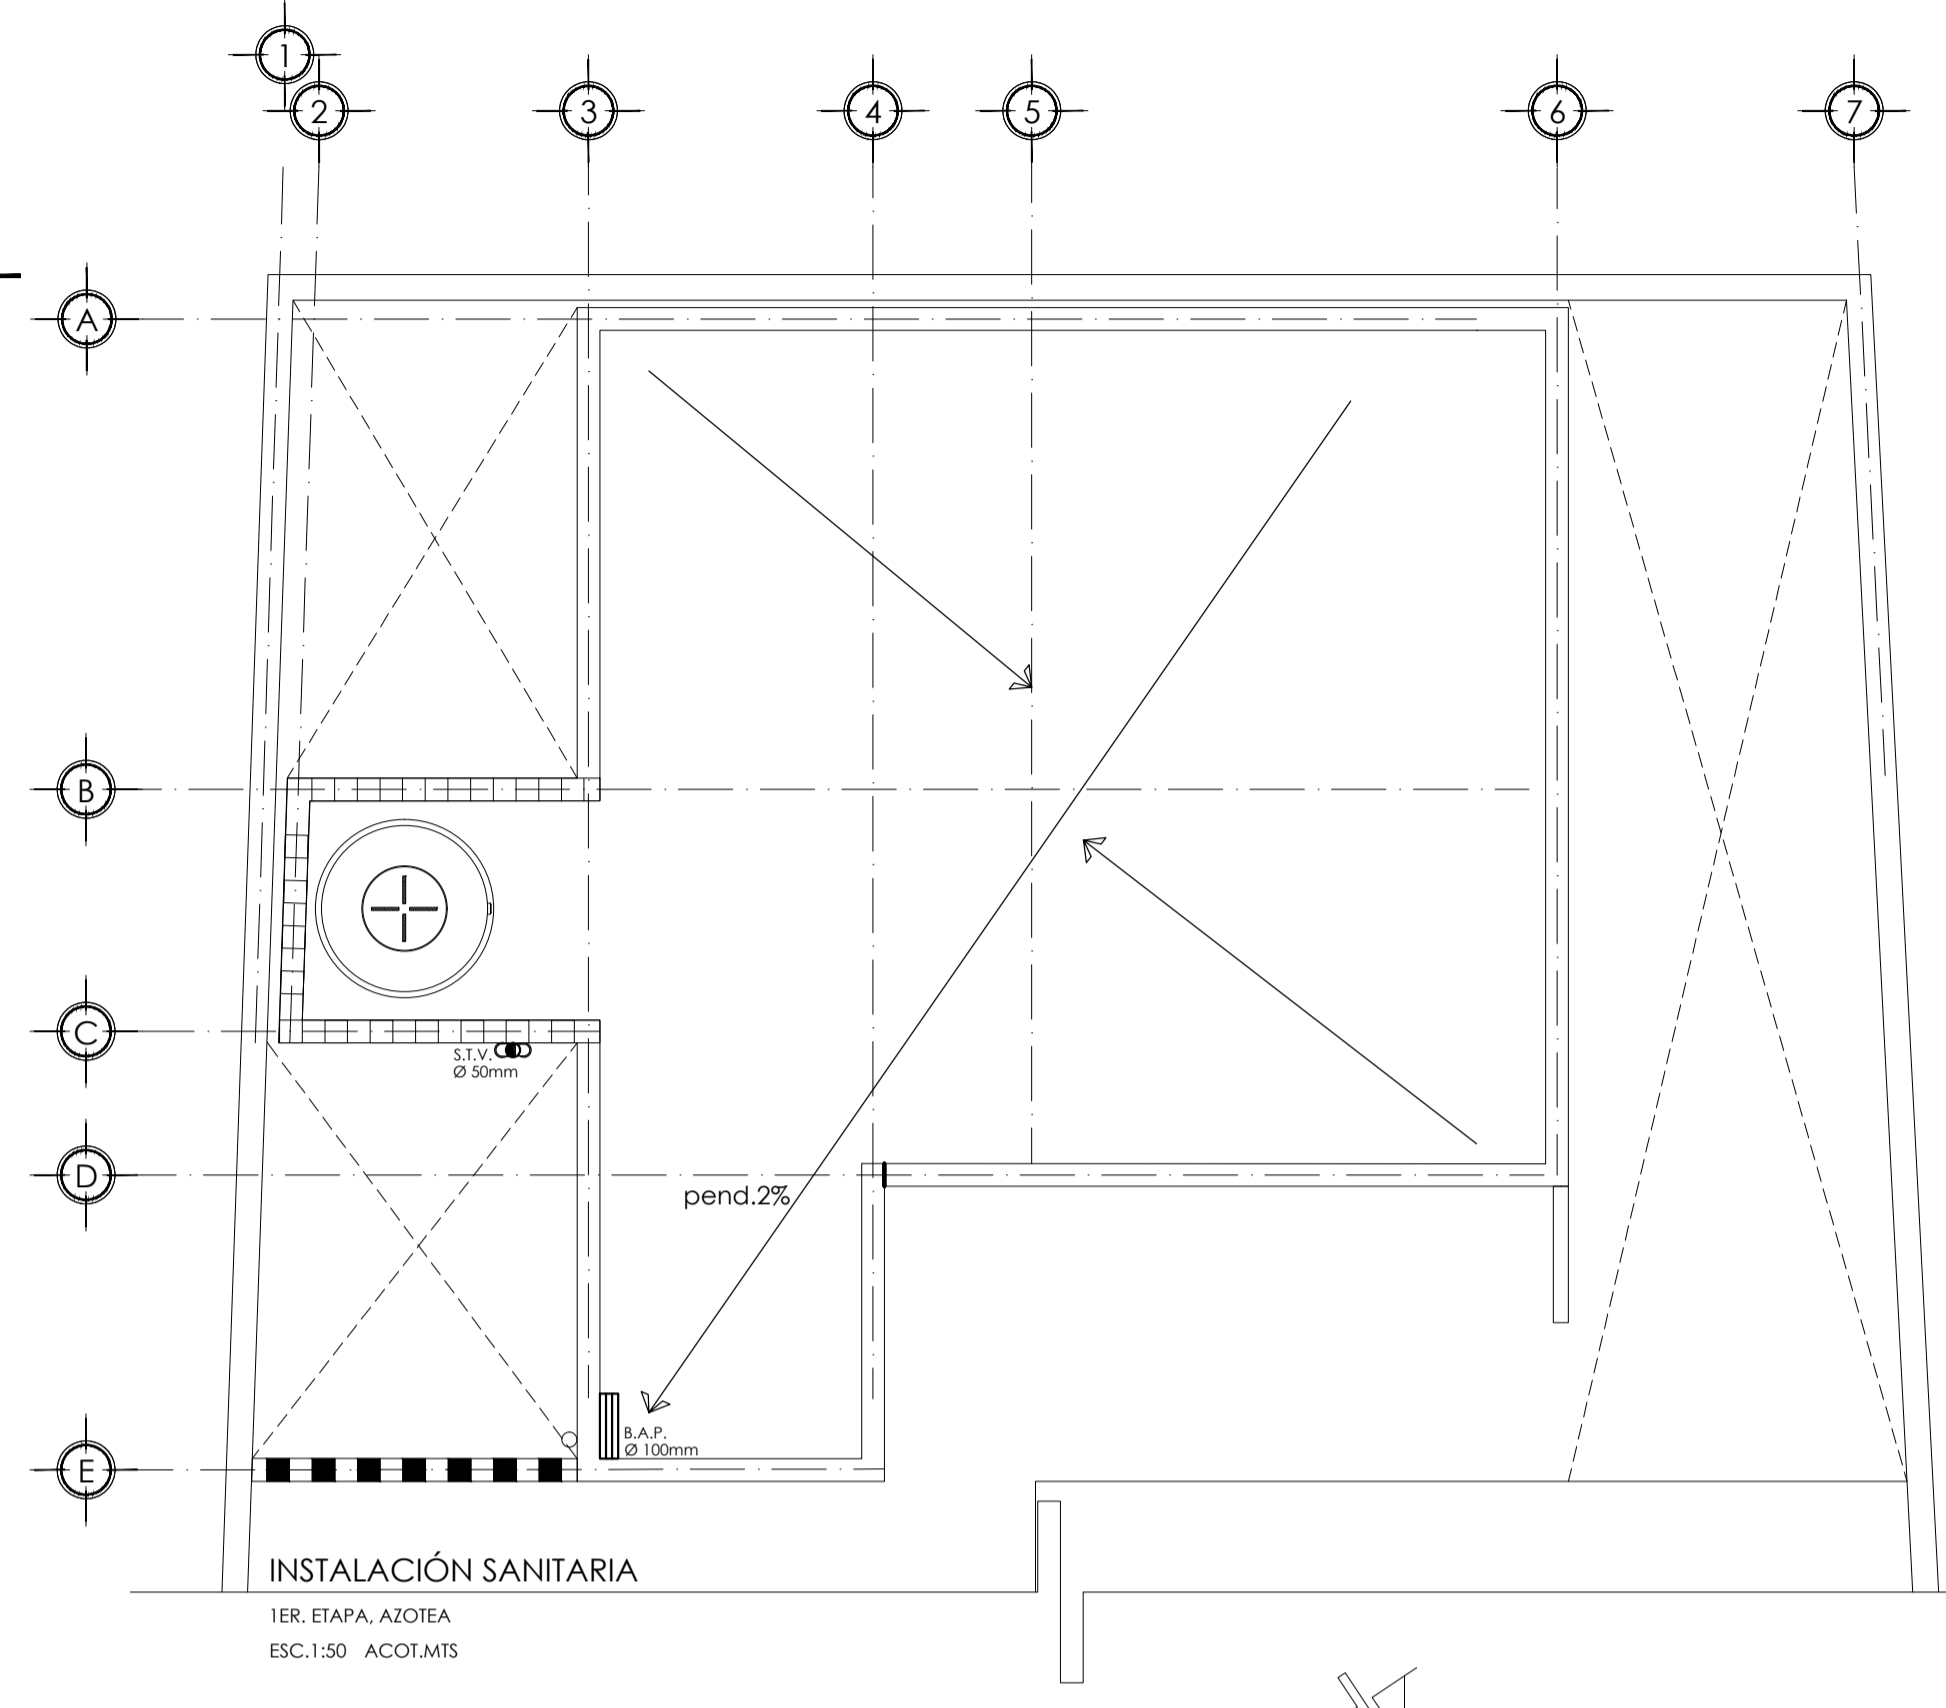 1
2
3
4
5
6
7
A
B
C
S.T.V.
Ø 50mm
D
pend.2%
B.A.P.
Ø 100mm
E
INSTALACIÓN SANITARIA
1ER. ETAPA, AZOTEA
ESC.1:50 ACOT.MTS